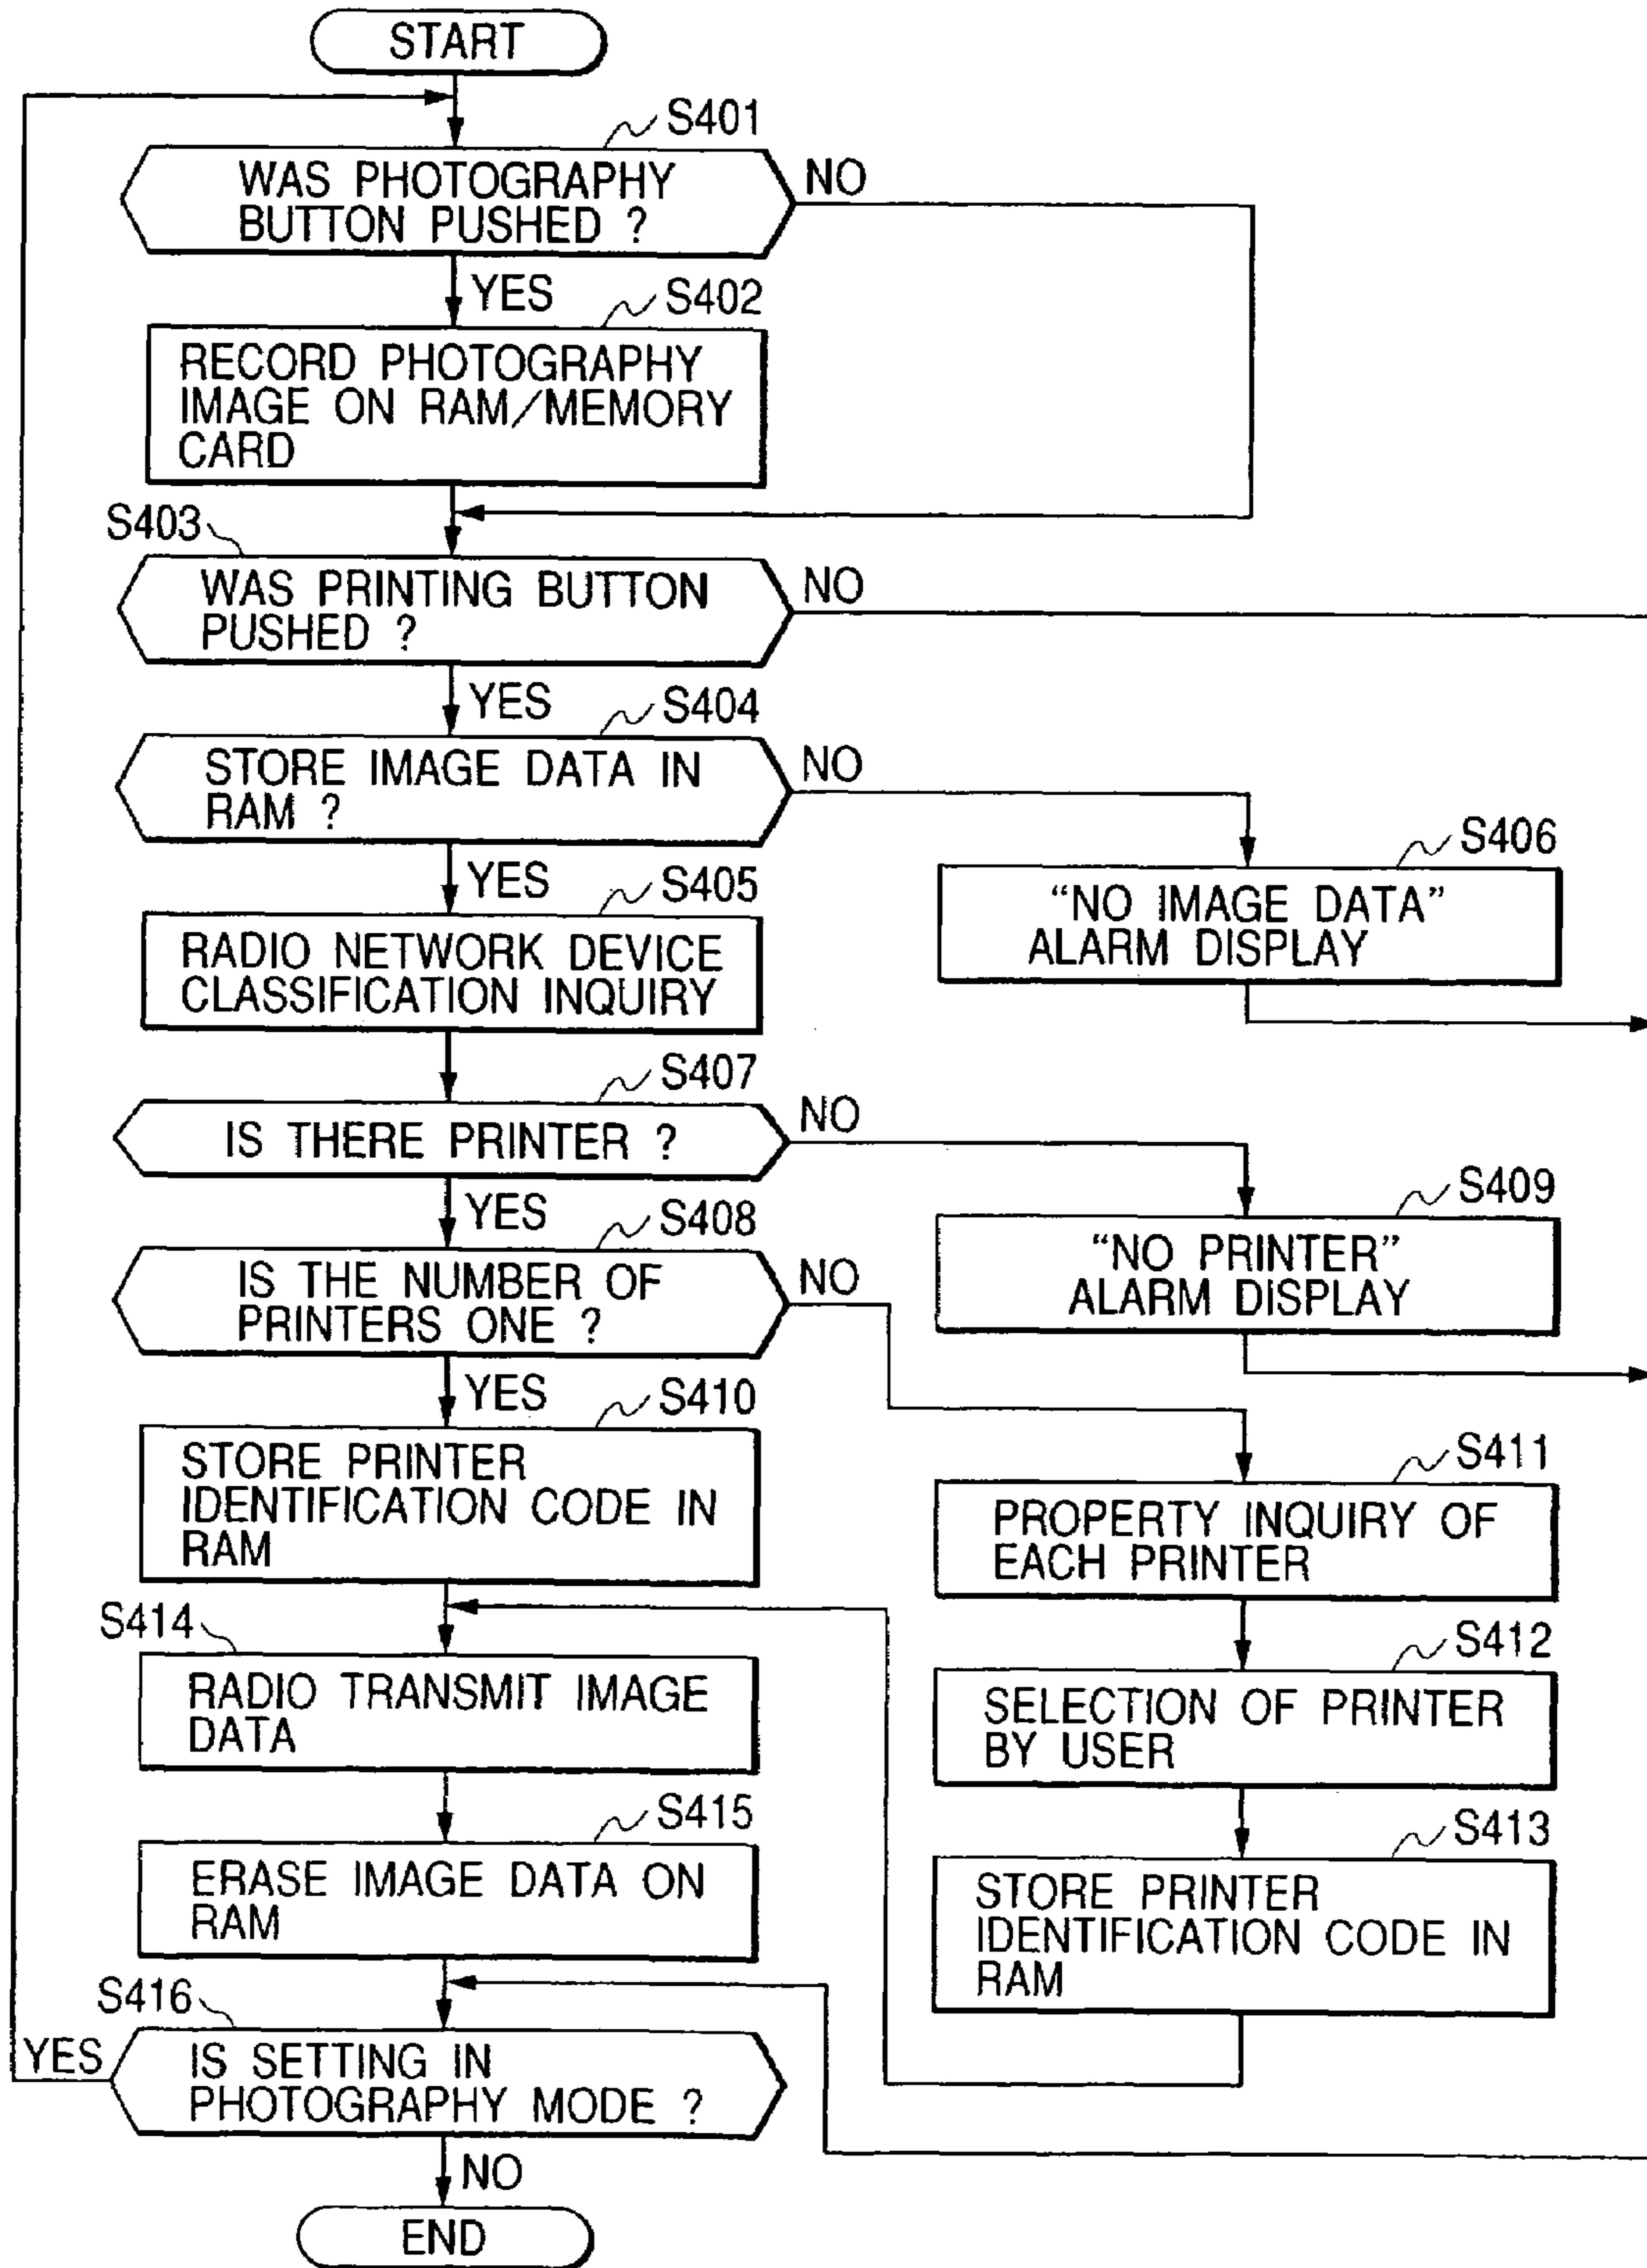 START
S401
WAS PHOTOGRAPHY
BUTTON PUSHED ?
NO
YES
S402
RECORD PHOTOGRAPHY
IMAGE ON RAM/MEMORY
CARD
S403
WAS PRINTING BUTTON
PUSHED ?
NO
YES
S404
STORE IMAGE DATA IN
RAM ?
NO
YES
S405
RADIO NETWORK DEVICE
CLASSIFICATION INQUIRY
S406
“NO IMAGE DATA”
ALARM DISPLAY
S407
IS THERE PRINTER ?
NO
YES
S408
IS THE NUMBER OF
PRINTERS ONE ?
NO
S409
“NO PRINTER”
ALARM DISPLAY
YES
S410
STORE PRINTER
IDENTIFICATION CODE IN
RAM
S411
PROPERTY INQUIRY OF
EACH PRINTER
S412
SELECTION OF PRINTER
BY USER
S413
STORE PRINTER
IDENTIFICATION CODE IN
RAM
S414
RADIO TRANSMIT IMAGE
DATA
S415
ERASE IMAGE DATA ON
RAM
S416
YES
IS SETTING IN
PHOTOGRAPHY MODE ?
NO
END